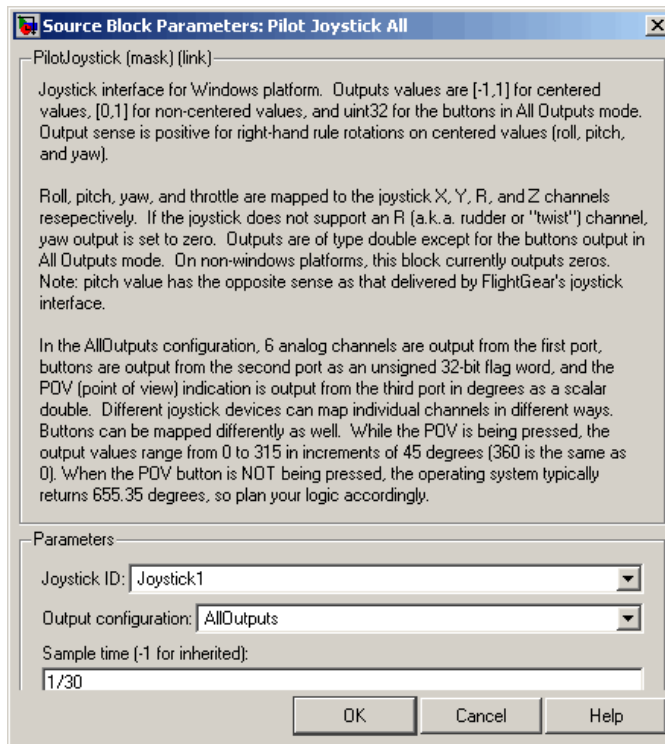 Source Block Parameters: Pilot Joystick All
PilotJoystick (mask) (link)
Joystick interface for Windows platform.  Outputs values are [-1,1] for centered
values, [0,1] for non-centered values, and uint32 for the buttons in All Outputs mode.
Output sense is positive for right-hand rule rotations on centered values (roll, pitch,
and yaw).
Roll, pitch, yaw, and throttle are mapped to the joystick X, Y, R, and Z channels
resepectively.  If the joystick does not support an R (a.k.a. rudder or "twist") channel,
yaw output is set to zero.  Outputs are of type double except for the buttons output in
All Outputs mode.  On non-windows platforms, this block currently outputs zeros.
Note: pitch value has the opposite sense as that delivered by FlightGear's joystick
interface.
In the AllOutputs configuration, 6 analog channels are output from the first port,
buttons are output from the second port as an unsigned 32-bit flag word, and the
POV (point of view) indication is output from the third port in degrees as a scalar
double.  Different joystick devices can map individual channels in different ways.
Buttons can be mapped differently as well.  While the POV is being pressed, the
output values range from 0 to 315 in increments of 45 degrees (360 is the same as
0). When the POV button is NOT being pressed, the operating system typically
returns 655.35 degrees, so plan your logic accordingly.
Parameters
Joystick ID: Joystick1
Output configuration: AllOutputs
Sample time (-1 for inherited):
1/30
OK Cancel Help